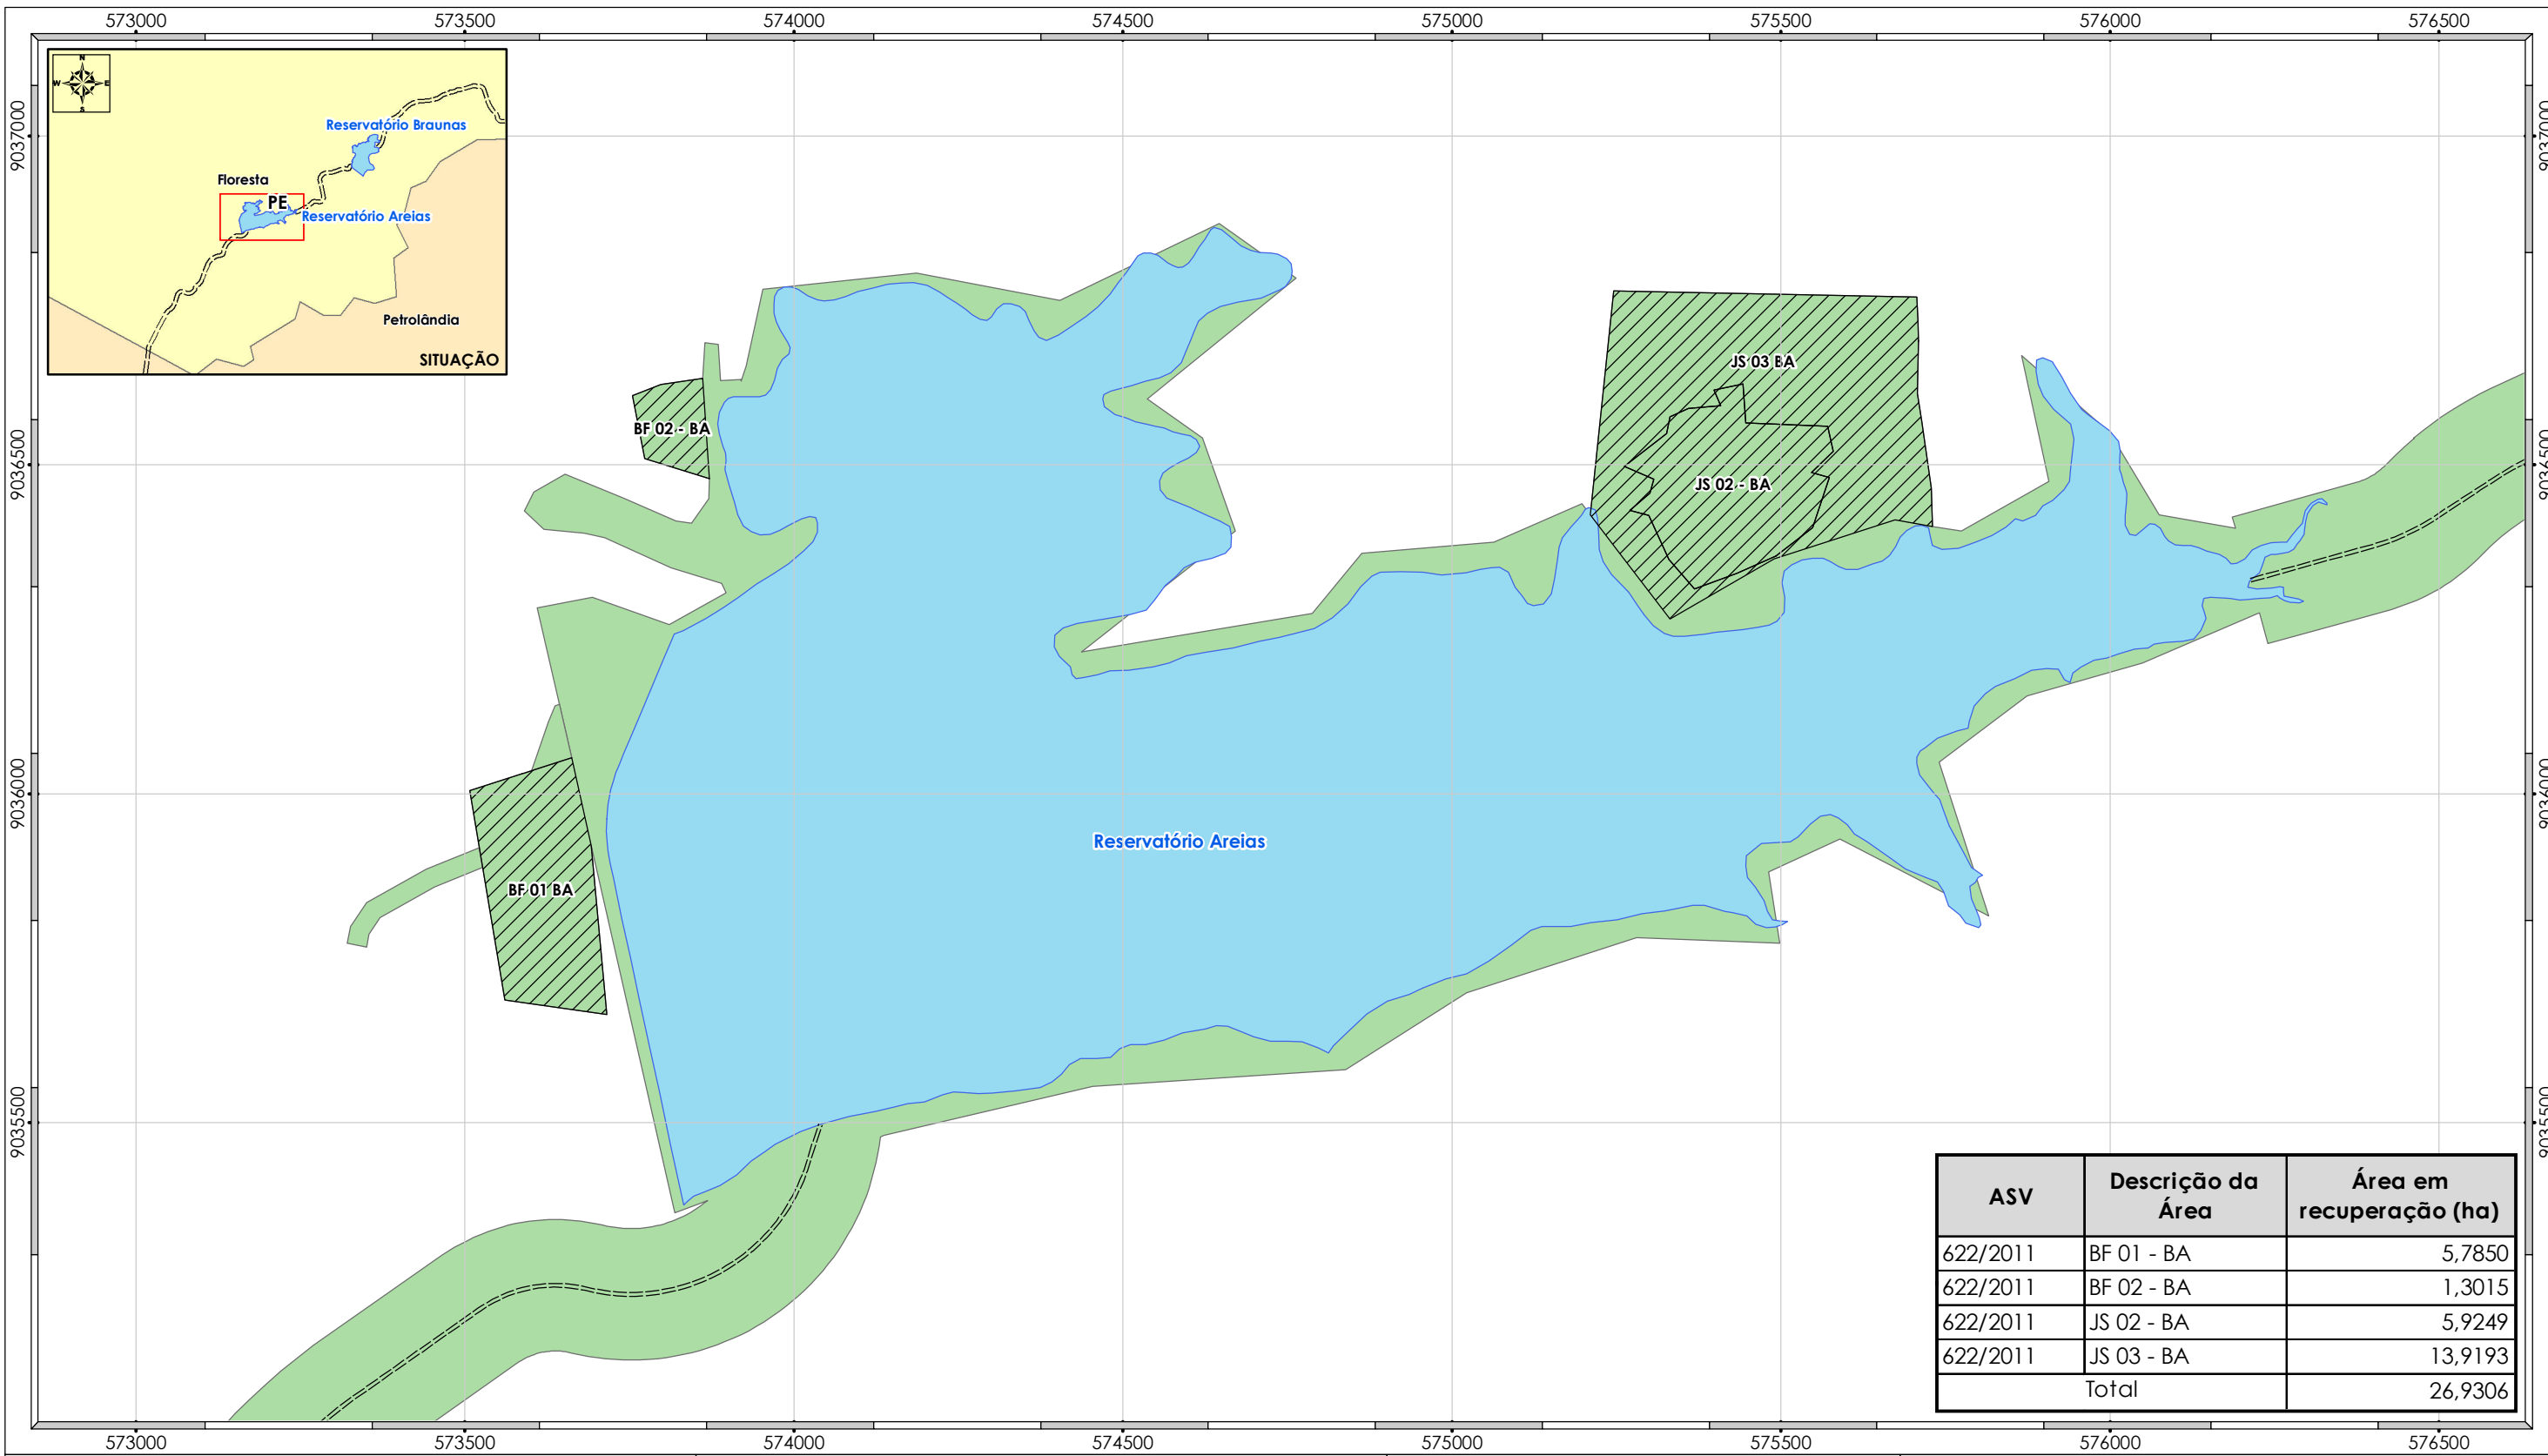 573000 573500 574000 574500 575000 575500 576000 576500
N
W E
S
Reservatório Braunas
Floresta
PE
Reservatório Areias
Petrolândia
SITUAÇÃO
9037000
9037000
JS 03 BA
BF 02 - BA
9036500
9036500
JS 02 - BA
9036000
9036000
Reservatório Areias
BF 01 BA
9035500
9035500
ASV Descrição da Área Área em recuperação (ha)
622/2011 BF 01 - BA 5,7850
622/2011 BF 02 - BA 1,3015
622/2011 JS 02 - BA 5,9249
622/2011 JS 03 - BA 13,9193
Total 26,9306
573000 573500 574000 574500 575000 575500 576000 576500